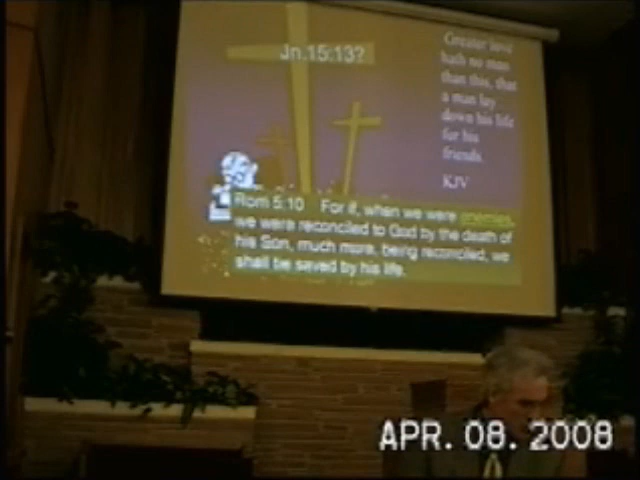 Jn.15:13?
Greater love
hath no man
than this, that
a man lay
down his life
for his
friends.
KJV
Rom 5:10 For if, when we were enemies,
we were reconciled to God by the death of
his Son, much more, being reconciled, we
shall be saved by his life.
APR. 08. 2008